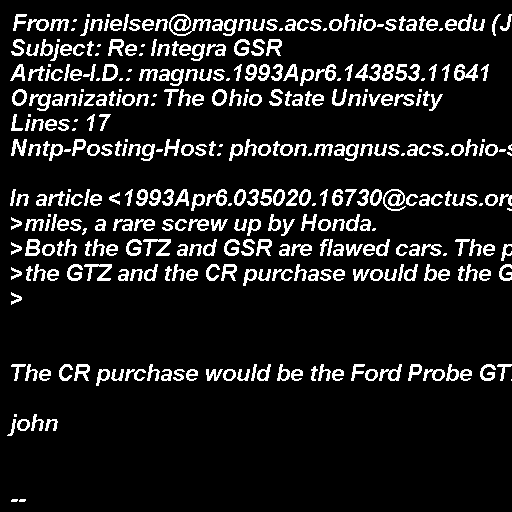 From: jnielsen@magnus.acs.ohio-state.edu (J
Subject: Re: Integra GSR
Article-I.D.: magnus.1993Apr6.143853.11641
Organization: The Ohio State University
Lines: 17
Nntp-Posting-Host: photon.magnus.acs.ohio-s
In article <1993Apr6.035020.16730@cactus.org
>miles, a rare screw up by Honda.
>Both the GTZ and GSR are flawed cars. The p
>the GTZ and the CR purchase would be the G
>
The CR purchase would be the Ford Probe GT.
john
--